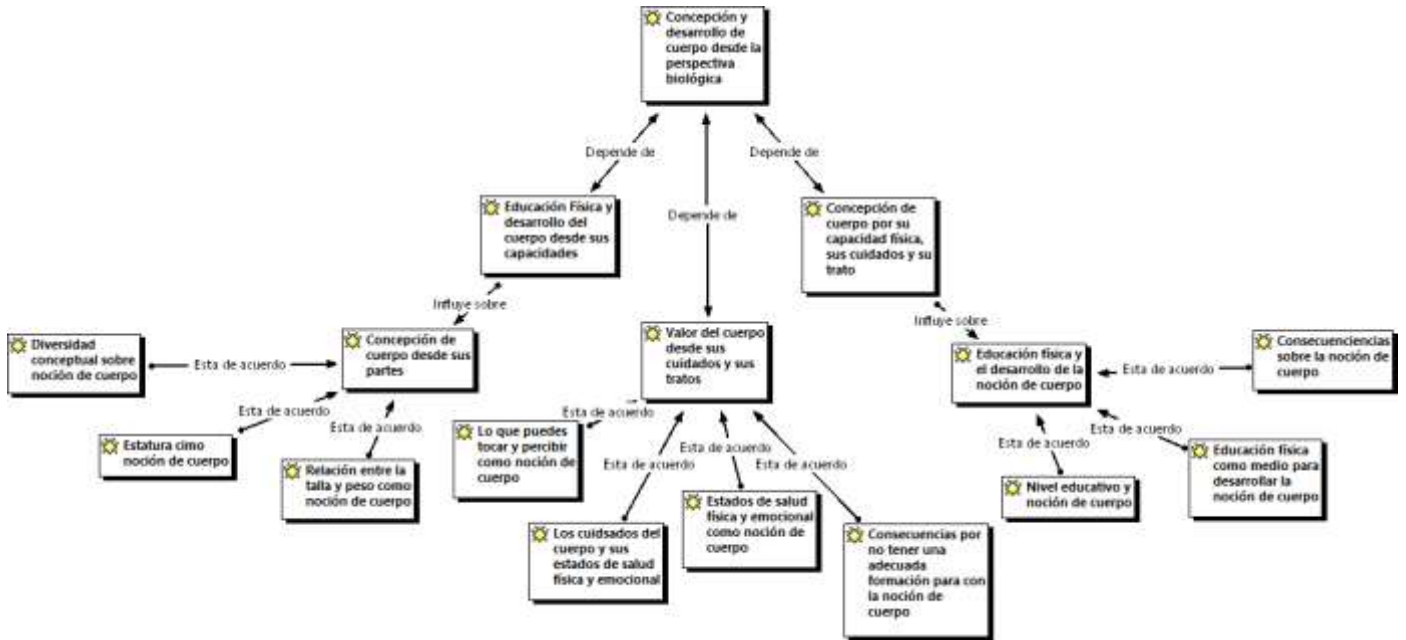 Concepción y
desarrollo de
cuerpo desde la
perspectiva
biológica
Depende de
Depende de
Depende de
Educación Física y
desarrollo del
cuerpo desde sus
capacidades
Concepción de
cuerpo por su
capacidad física,
sus cuidados y su
trato
Influye sobre
Influye sobre
Diversidad
conceptual sobre
noción de cuerpo
Esta de acuerdo
Concepción de
cuerpo desde sus
partes
Valor del cuerpo
desde sus
cuidados y sus
tratos
Educación física y
el desarrollo de la
noción de cuerpo
Esta de acuerdo
Consecuenciencias
sobre la noción de
cuerpo
Esta de acuerdo
Esta de acuerdo
Esta de acuerdo
Esta de acuerdo
Estatura cimo
noción de cuerpo
Relación entre la
talla y peso como
noción de cuerpo
Lo que puedes
tocar y percibir
como noción de
cuerpo
Esta de acuerdo
Esta de acuerdo
Esta de acuerdo
Nivel educativo y
noción de cuerpo
Educación física
como medio para
desarrollar la
noción de cuerpo
Los cuidsados del
cuerpo y sus
estados de salud
física y emocional
Estados de salud
física y emocional
como noción de
cuerpo
Consecuencias por
no tener una
adecuada
formación para con
la noción de
cuerpo